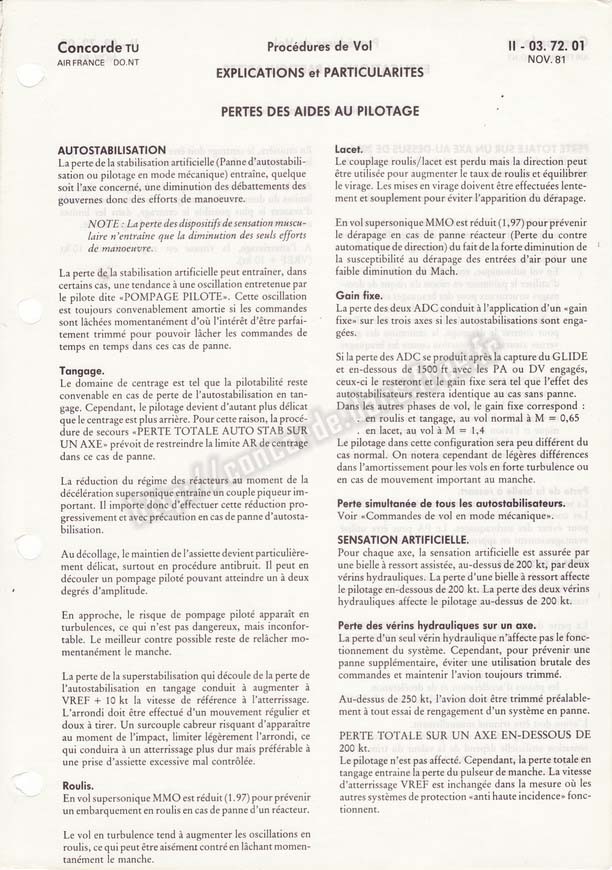 Concorde TU
AIR FRANCE DO.NT
Procédures de Vol
EXPLICATIONS et PARTICULARITES
II - 03. 72. 01
NOV. 81
PERTES DES AIDES AU PILOTAGE
AUTOSTABILISATION
La perte de la stabilisation artificielle (Panne d'autostabili-
sation ou pilotage en mode mécanique) entraîne, quelque
soit l'axe concerné, une diminution des débattements des
gouvernes donc des efforts de manoeuvre.
NOTE : La perte des dispositifs de sensation muscu-
laire n'entraîne que la diminution des seuls efforts
de manoeuvre.
La perte de la stabilisation artificielle peut entraîner, dans
certains cas, une tendance à une oscillation entretenue par
le pilote dite «POMPAGE PILOTE». Cette oscillation
est toujours convenablement amortie si les commandes
sont lâchées momentanément d'où l'intérêt d'être parfai-
tement trimmé pour pouvoir lâcher les commandes de
temps en temps dans ces cas de panne.
Tangage.
Le domaine de centrage est tel que la pilotabilité reste
convenable en cas de perte de l'autostabilisation en tan-
gage. Cependant, le pilotage devient d'autant plus délicat
que le centrage est plus arrière. Pour cette raison, la procé-
dure de secours «PERTE TOTALE AUTO STAB SUR
UN AXE» prévoit de restreindre la limite AR de centrage
dans ce cas de panne.
La réduction du régime des réacteurs au moment de la
décélération supersonique entraîne un couple piqueur im-
portant. Il importe donc d'effectuer cette réduction pro-
gressivement et avec précaution en cas de panne d'autosta-
bilisation.
Au décollage, le maintien de l'assiette devient particulière-
ment délicat, surtout en procédure antibruit. Il peut en
découler un pompage piloté pouvant atteindre un à deux
degrés d'amplitude.
En approche, le risque de pompage piloté apparaît en
turbulences, ce qui n'est pas dangereux, mais inconfor-
table. Le meilleur contre possible reste de relâcher mo-
mentanément le manche.
La perte de la superstabilisation qui découle de la perte de
l'autostabilisation en tangage conduit à augmenter à
VREF + 10 kt la vitesse de référence à l'atterrissage.
L'arrondi doit être effectué d'un mouvement régulier et
doux à tirer. Un surcouple cabreur risquant d'apparaître
au moment de l'impact, limiter légèrement l'arrondi, ce
qui conduira à un atterrissage plus dur mais préférable à
une prise d'assiette excessive mal contrôlée.
Roulis.
En vol supersonique MMO est réduit (1.97) pour prévenir
un embarquement en roulis en cas de panne d'un réacteur.
Le vol en turbulence tend à augmenter les oscillations en
roulis, ce qui peut être aisément contré en lâchant momen-
tanément le manche.
Lacet.
Le couplage roulis/lacet est perdu mais la direction peut
être utilisée pour augmenter le taux de roulis et équilibrer
le virage. Les mises en virage doivent être effectuées lente-
ment et souplement pour éviter l'apparition du dérapage.
En vol supersonique MMO est réduit (1,97) pour prévenir
le dérapage en cas de panne réacteur (Perte du contre
automatique de direction) du fait de la forte diminution de
la susceptibilité au dérapage des entrées d'air pour une
faible diminution du Mach.
Gain fixe.
La perte des deux ADC conduit à l'application d'un «gain
fixe» sur les trois axes si les autostabilisations sont enga-
gées.
Si la perte des ADC se produit après la capture du GLIDE
et en-dessous de 1500 ft avec les PA ou DV engagés,
ceux-ci le resteront et le gain fixe sera tel que l'effet des
autostabilisations restera identique au cas sans panne.
Dans les autres phases de vol, le gain fixe correspond :
. en roulis et tangage, au vol normal à M = 0,65
. en lacet, au vol à M = 1,4
Le pilotage dans cette configuration sera peu différent du
cas normal. On notera cependant de légères différences
dans l'amortissement pour les vols en forte turbulence ou
en cas de mouvement important au manche.
Perte simultanée de tous les autostabilisateurs.
Voir «Commandes de vol en mode mécanique».
SENSATION ARTIFICIELLE.
Pour chaque axe, la sensation artificielle est assurée par
une bielle à ressort assistée, au-dessus de 200 kt, par deux
vérins hydrauliques. La perte d'une bielle à ressort affecte
le pilotage en-dessous de 200 kt. La perte des deux vérins
hydrauliques affecte le pilotage au-dessus de 200 kt.
Perte des vérins hydrauliques sur un axe.
La perte d'un seul vérin hydraulique n'affecte pas le fonc-
tionnement du système. Cependant, pour prévenir une
panne supplémentaire, éviter une utilisation brutale des
commandes et maintenir l'avion toujours trimmé.
Au-dessus de 250 kt, l'avion doit être trimmé préalable-
ment à tout essai de rengagement d'un système en panne.
PERTE TOTALE SUR UN AXE EN-DESSOUS DE
200 kt.
Le pilotage n'est pas affecté. Cependant, la perte totale en
tangage entraine la perte du pulseur de manche. La vitesse
d'atterrissage VREF est inchangée dans la mesure où les
autres systèmes de protection «anti haute incidence» fonc-
tionnent.